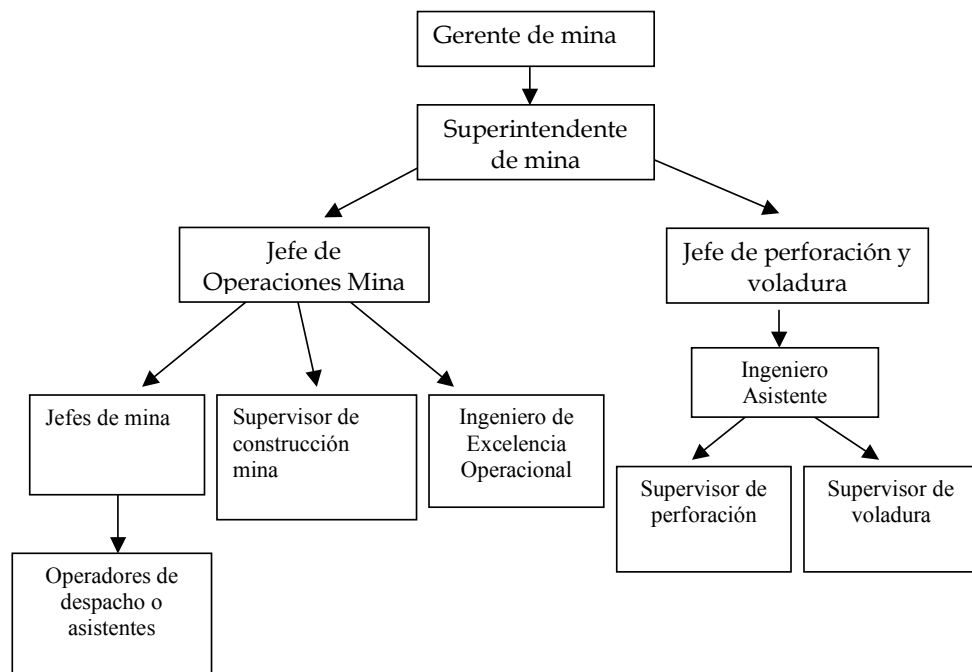 Gerente de mina
Superintendente
de mina
Jefe de
Operaciones Mina
Jefe de perforación y
voladura
Ingeniero
Asistente
Jefes de mina
Supervisor de
construcción
mina
Ingeniero de
Excelencia
Operacional
Supervisor de
perforación
Supervisor de
voladura
Operadores de
despacho o
asistentes